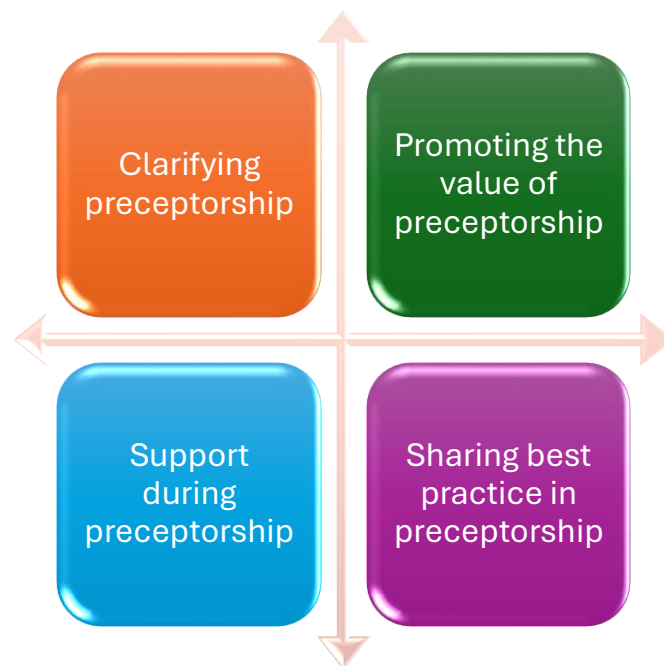 Clarifying
preceptorship
Promoting the
value of
preceptorship
Support
during
preceptorship
Sharing best
practice in
preceptorship